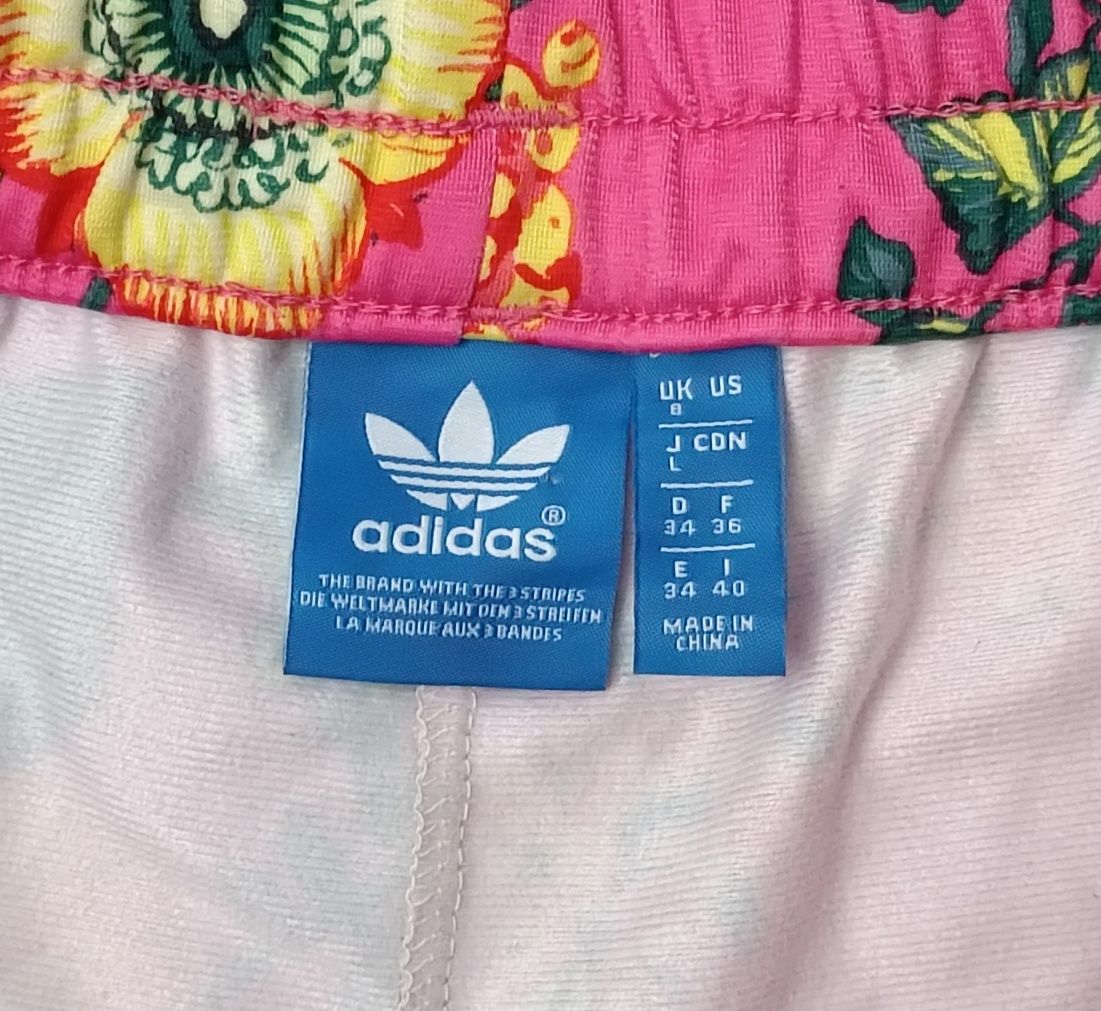 adidas®
THE BRAND WITH THE 3 STRIPES
DIE WELTMARKE MIT DEN 3 STREIFEN
LA MARQUE AUX 3 BANDES
UK US
8
J CDN
L
D F
34 36
E I
34 40
MADE IN
CHINA